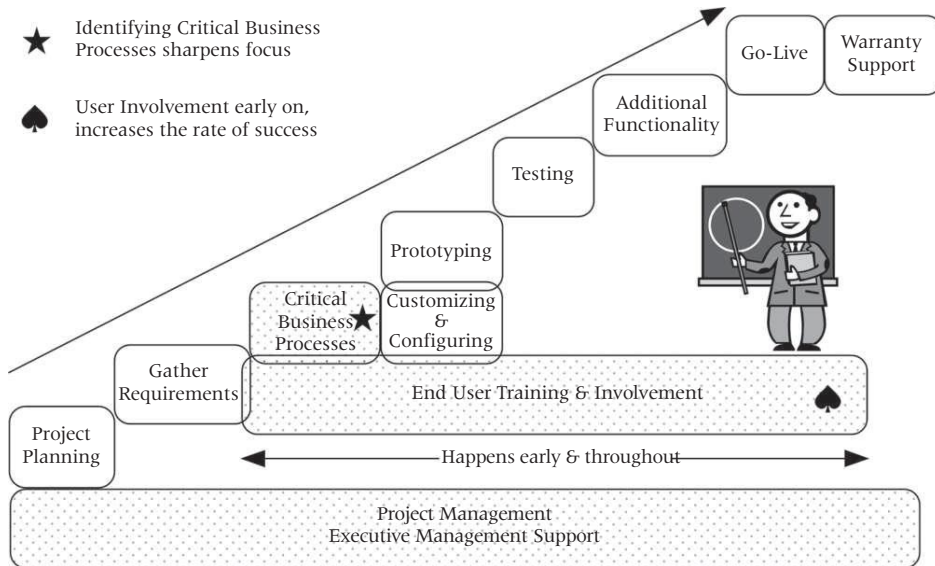 Identifying Critical Business
Processes sharpens focus
User Involvement early on,
increases the rate of success
Go-Live
Warranty
Support
Additional
Functionality
Testing
Prototyping
Critical
Business
Processes
Customizing
&
Configuring
Gather
Requirements
End User Training & Involvement
Project
Planning
Happens early & throughout
Project Management
Executive Management Support